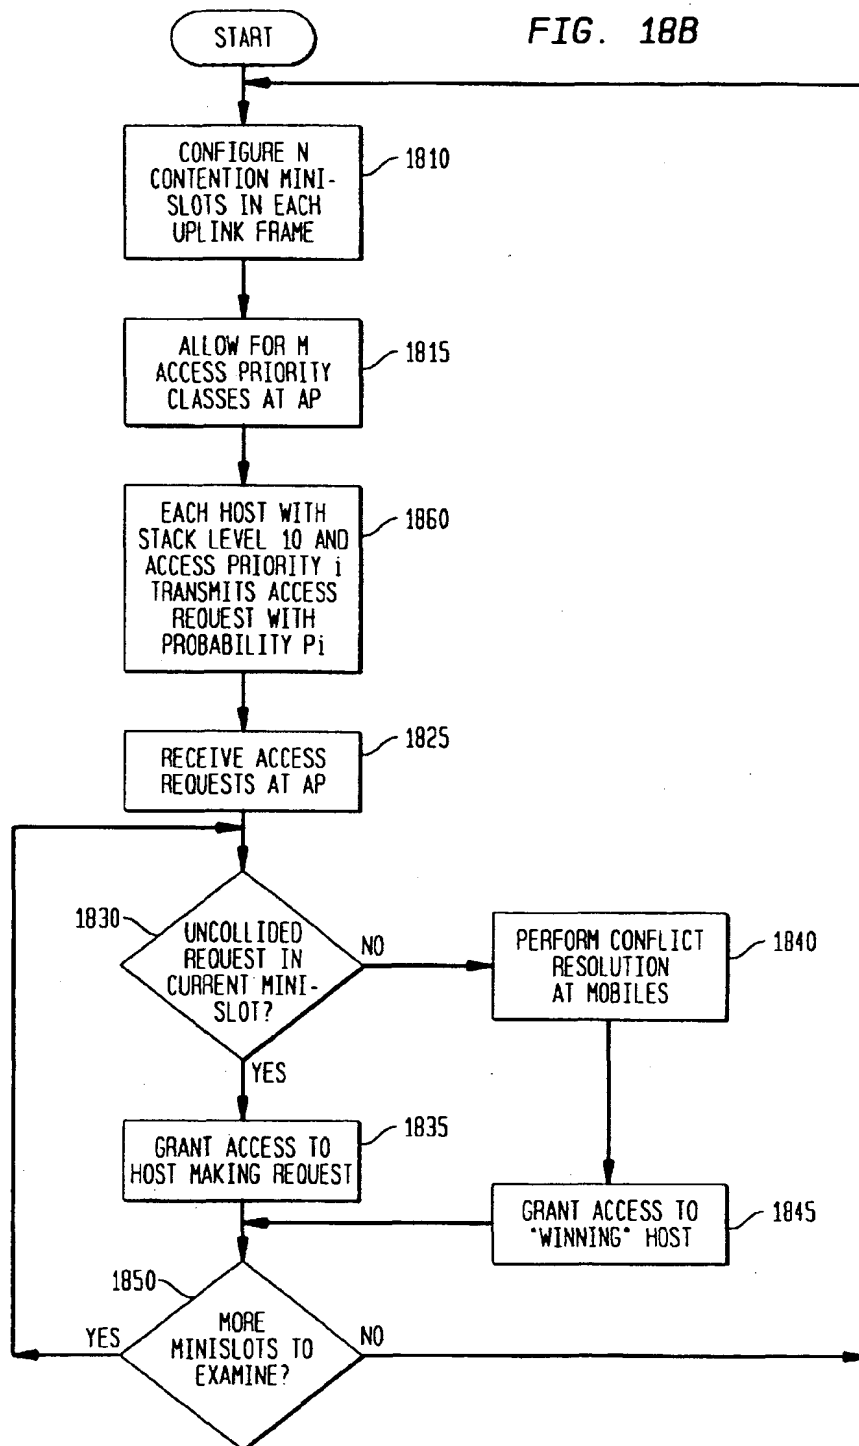 FIG. 18B
START
CONFIGURE N
CONTENTION MINI-
SLOTS IN EACH
UPLINK FRAME
1810
ALLOW FOR M
ACCESS PRIORITY
CLASSES AT AP
1815
EACH HOST WITH
STACK LEVEL 10 AND
ACCESS PRIORITY i
TRANSMITS ACCESS
REQUEST WITH
PROBABILITY Pi
1860
RECEIVE ACCESS
REQUESTS AT AP
1825
1830
UNCOLLIDED
REQUEST IN
CURRENT MINI-
SLOT?
NO
YES
PERFORM CONFLICT
RESOLUTION
AT MOBILES
1840
GRANT ACCESS TO
HOST MAKING REQUEST
1835
GRANT ACCESS TO
"WINNING" HOST
1845
1850
MORE
MINISLOTS TO
EXAMINE?
YES
NO